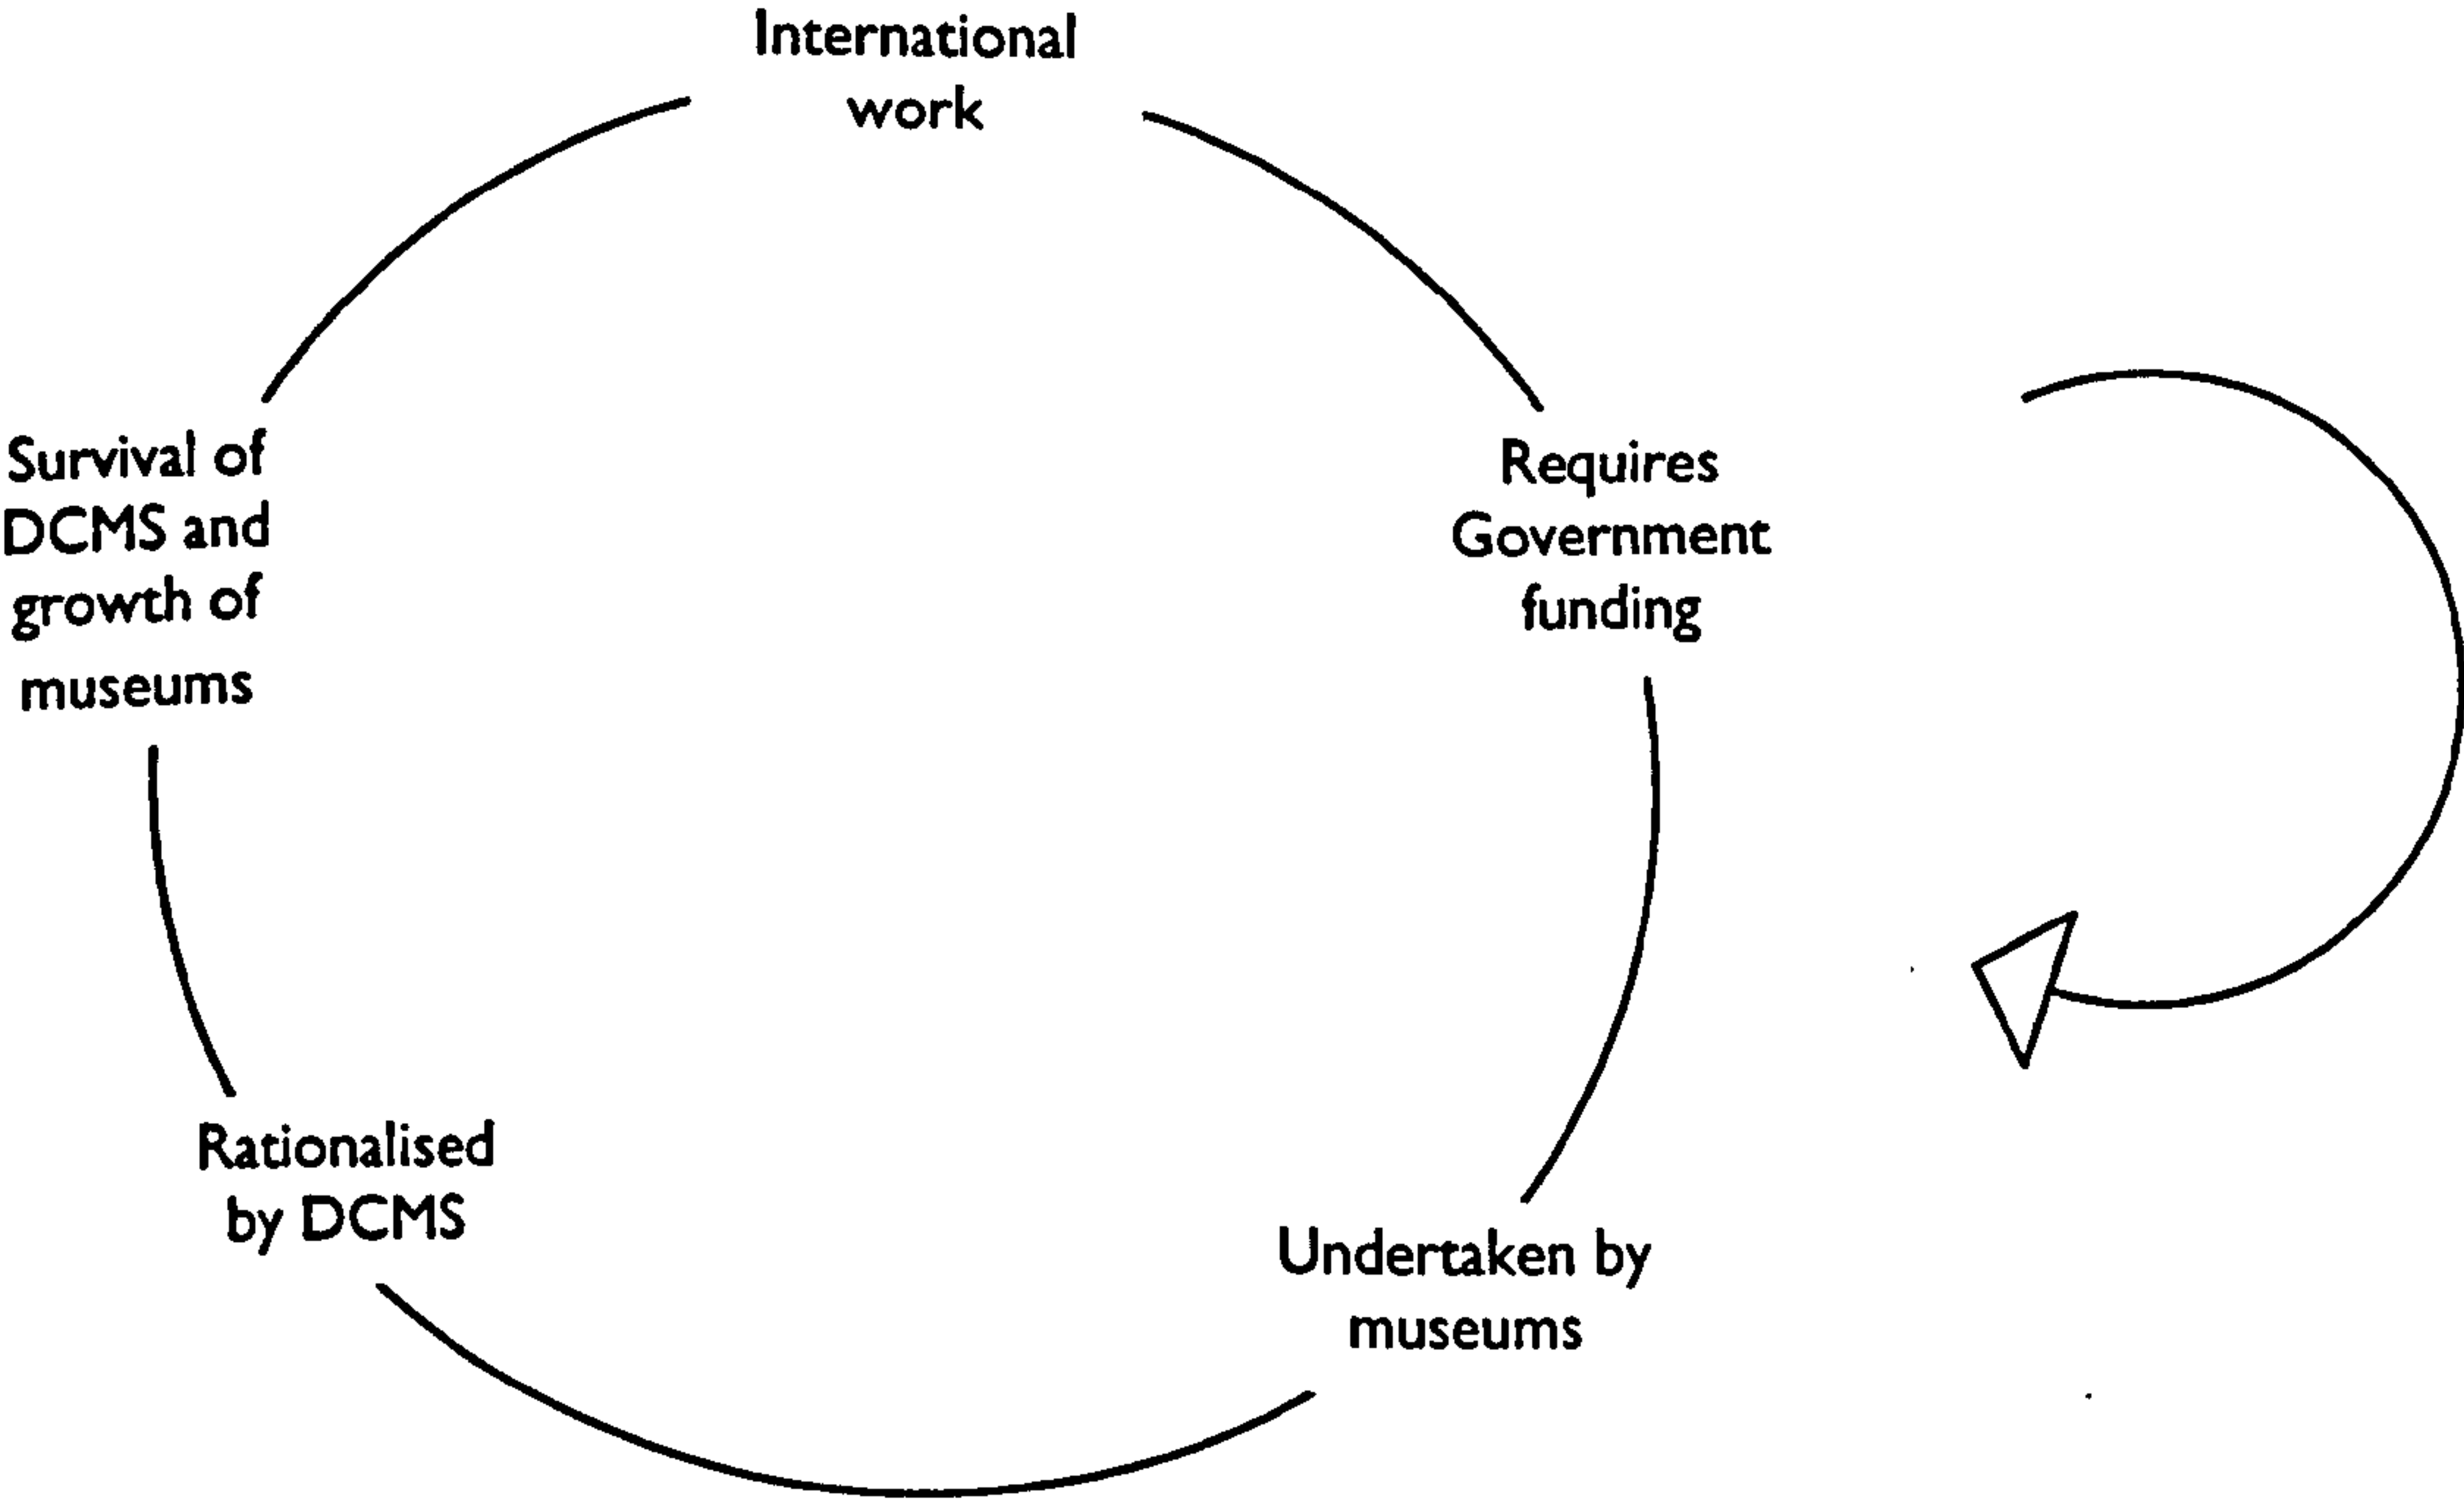 International
work
Requires
Government
funding
Undertaken by
museums
Rationalised
by DCMS
Survival of
DCMS and
growth of
museums